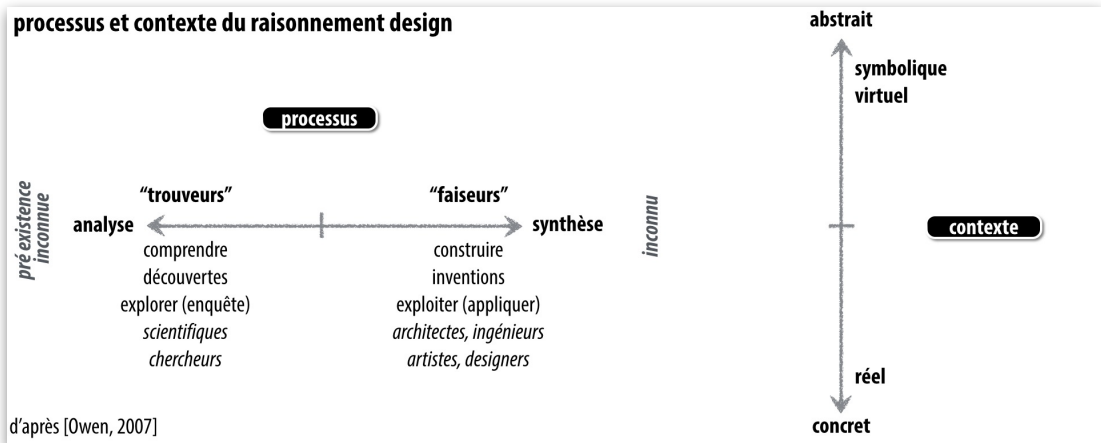 processus et contexte du raisonnement design
processus
pré existence
inconnue
“trouveurs”
analyse
comprendre
découvertes
explorer (enquête)
scientifiques
chercheurs
“faiseurs”
synthèse
construire
inventions
exploiter (appliquer)
architectes, ingénieurs
artistes, designers
inconnu
d’après [Owen, 2007]
abstrait
symbolique
virtuel
contexte
réel
concret